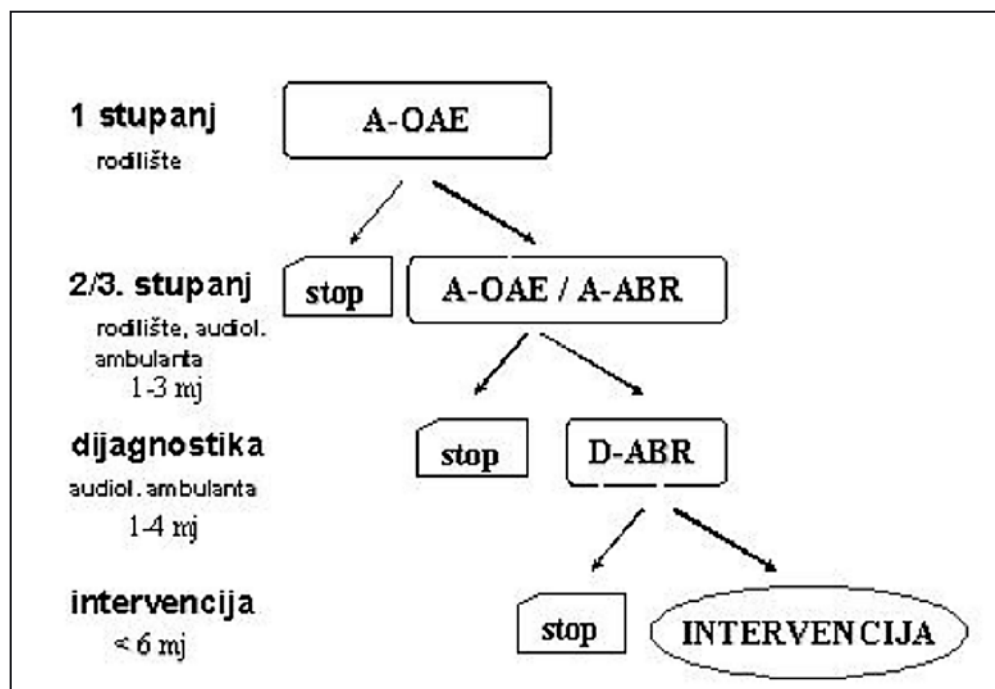 1 stupanj
rodilište
A-OAE
2/3. stupanj
rodilište, audiol.
ambulanta
1-3 mj
stop
A-OAE / A-ABR
dijagnostika
audiol. ambulanta
1-4 mj
stop
D-ABR
intervencija
< 6 mj
stop
INTERVENCIJA